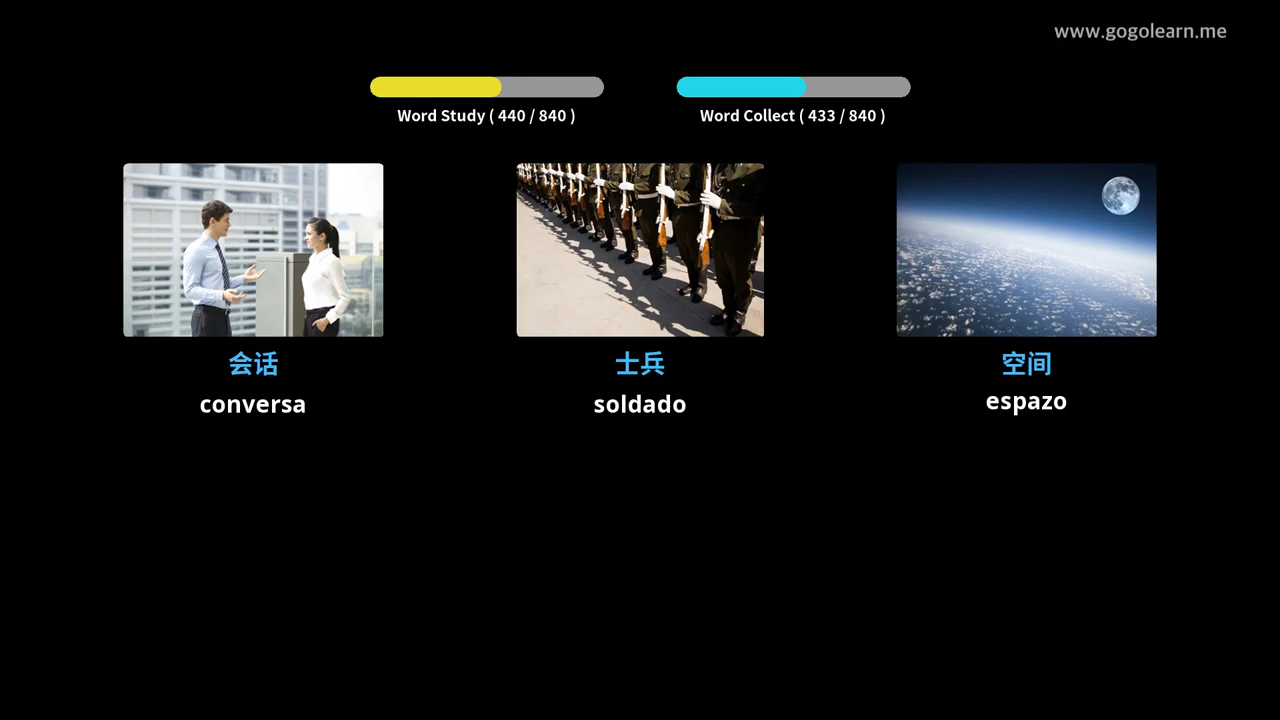 www.gogolearn.me
Word Study ( 440 / 840 )
Word Collect ( 433 / 840 )
会话
士兵
空间
conversa
soldado
espazo